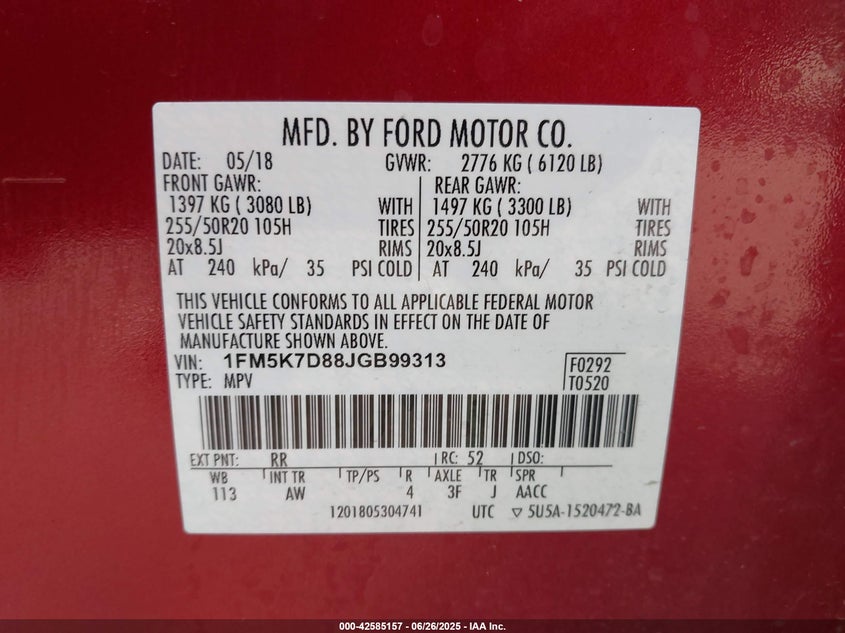 MFD. BY FORD MOTOR CO.
DATE: 05/18 GVWR: 2776 KG ( 6120 LB)
FRONT GAWR: REAR GAWR:
1397 KG ( 3080 LB) WITH 1497 KG ( 3300 LB) WITH
255/50R20 105H TIRES 255/50R20 105H TIRES
20x8.5J RIMS 20x8.5J RIMS
AT 240 kPa/ 35 PSI COLD AT 240 kPa/ 35 PSI COLD
THIS VEHICLE CONFORMS TO ALL APPLICABLE FEDERAL MOTOR
VEHICLE SAFETY STANDARDS IN EFFECT ON THE DATE OF
MANUFACTURE SHOWN ABOVE.
VIN: 1FM5K7D88JGB99313 F0292
TYPE: MPV T0520
EXT PNT: RR RC: 52 DSO:
WB INT TR TP/PS R AXLE TR SPR
113 AW 4 3F J AACC
1201805304741 UTC ▽ 5U5A-1520472-BA
000-42585157 - 06/26/2025 - IAA Inc.